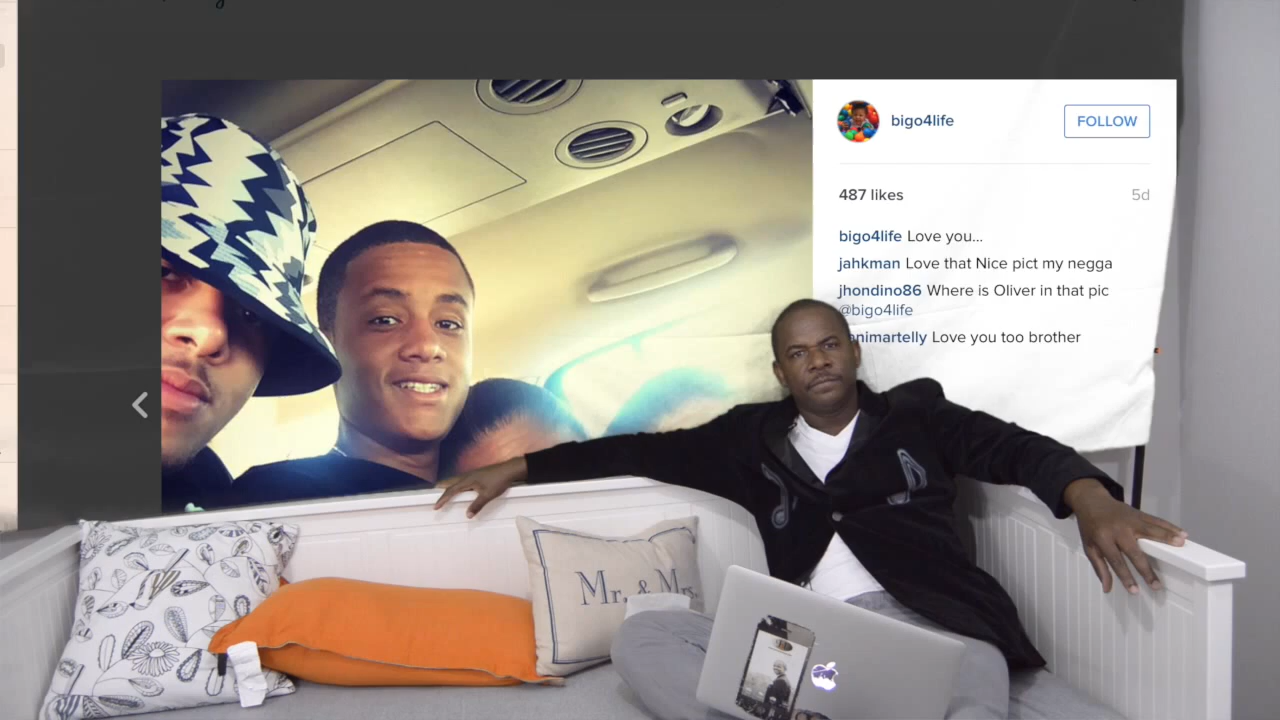 bigo4life
FOLLOW
487 likes
5d
bigo4life Love you...
jahkman Love that Nice pict my negga
jhondino86 Where is Oliver in that pic
@bigo4life
Love you too brother
Mr. & Mrs.